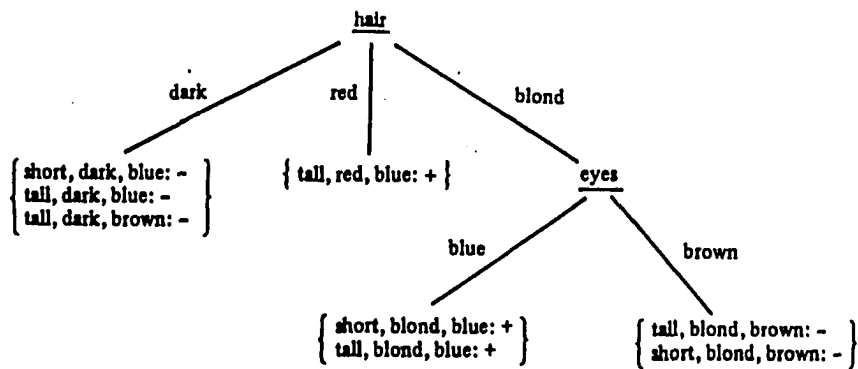 hair
dark
red
blond
short, dark, blue: -
tall, dark, blue: -
tall, dark, brown: -
tall, red, blue: +
eyes
blue
brown
short, blond, blue: +
tall, blond, blue: +
tall, blond, brown: -
short, blond, brown: -